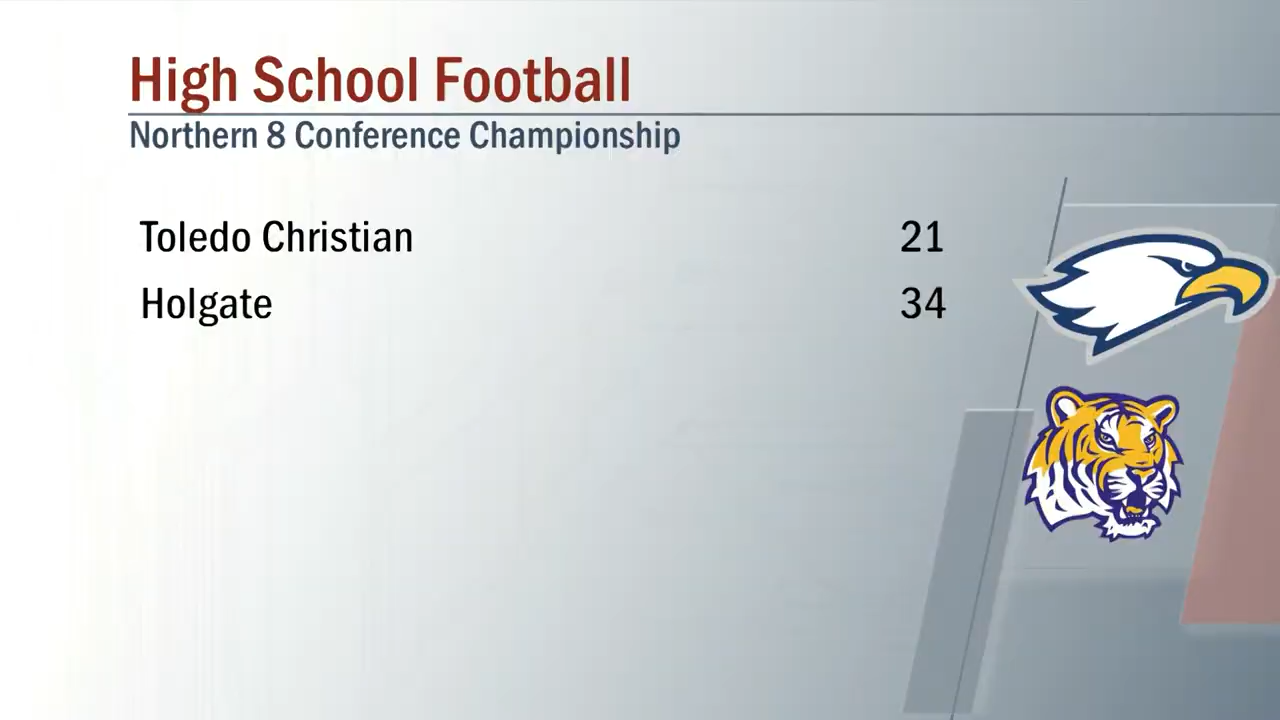 High School Football
Northern 8 Conference Championship
Toledo Christian 21
Holgate 34